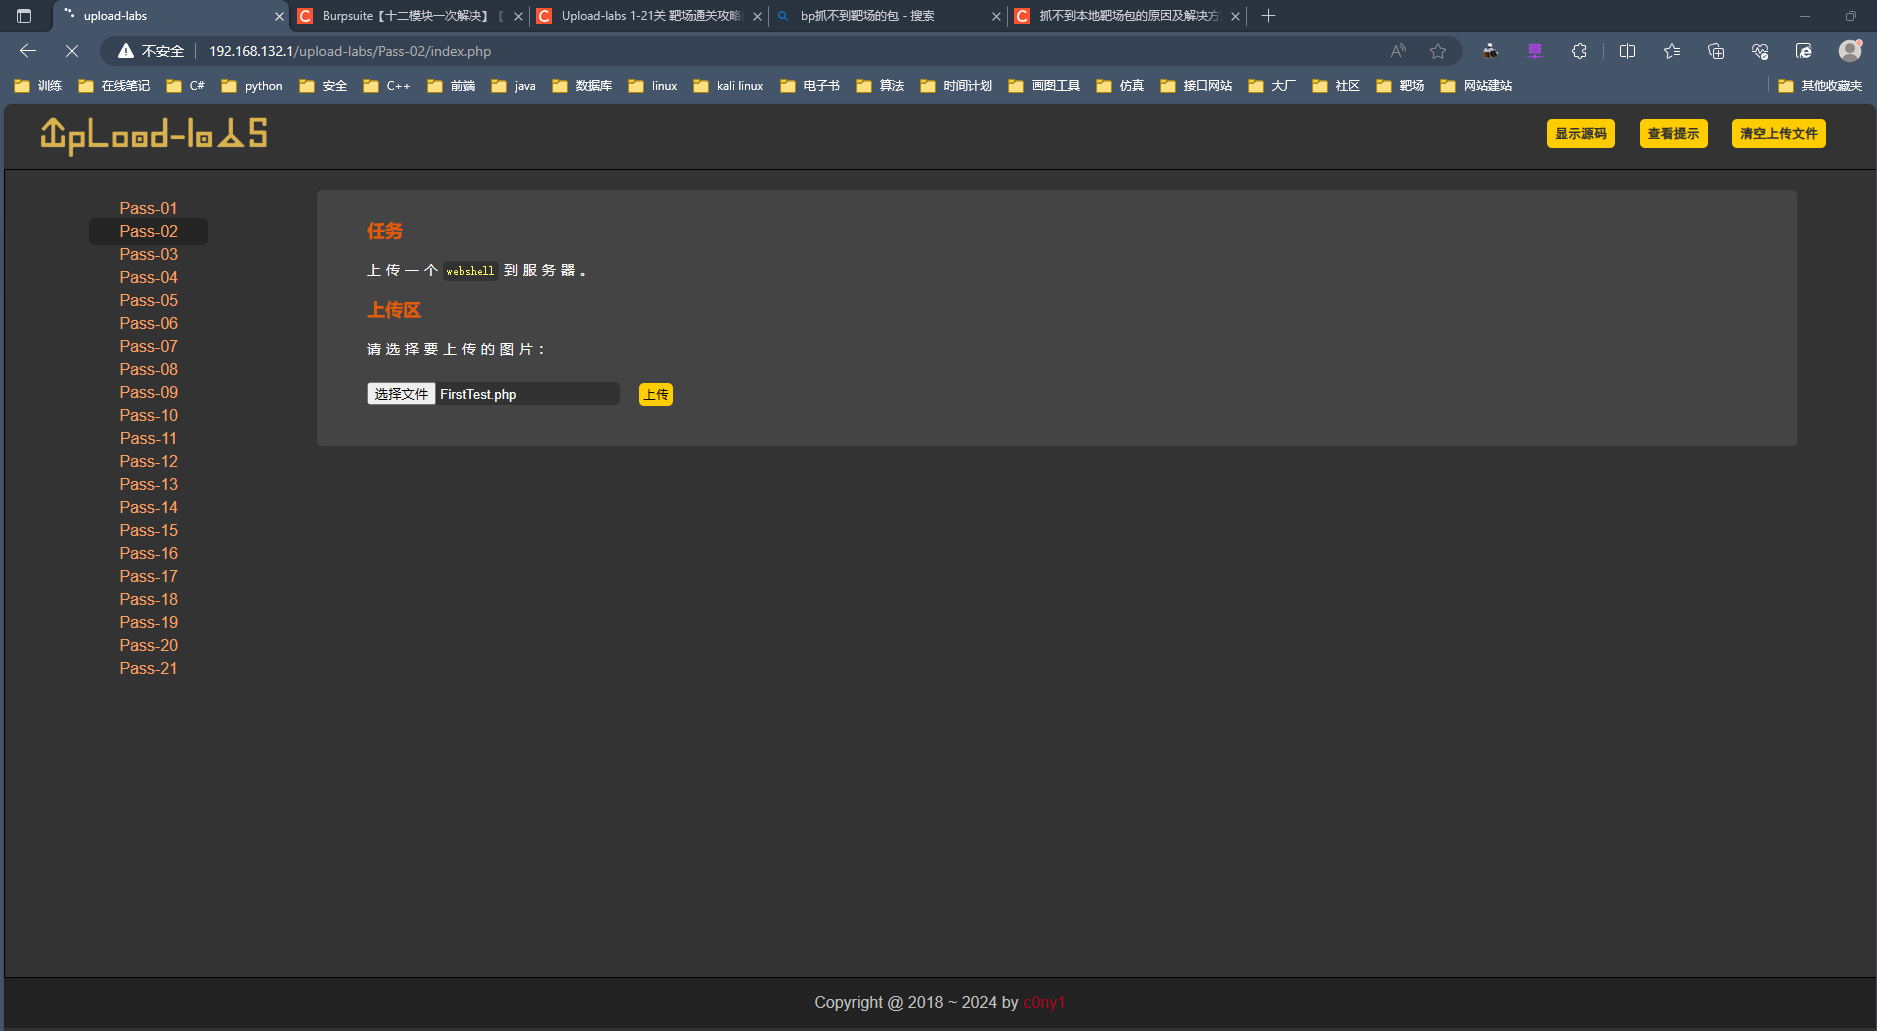 upload-labs
Burpsuite【十二模块一次解决】【
Upload-labs 1-21关 靶场通关攻略
bp抓不到靶场的包 - 搜索
抓不到本地靶场包的原因及解决方
不安全
192.168.132.1/upload-labs/Pass-02/index.php
训练
在线笔记
C#
python
安全
C++
前端
java
数据库
linux
kali linux
电子书
算法
时间计划
画图工具
仿真
接口网站
大厂
社区
靶场
网站建站
其他收藏夹
UpLoad-labs
显示源码
查看提示
清空上传文件
Pass-01
Pass-02
Pass-03
Pass-04
Pass-05
Pass-06
Pass-07
Pass-08
Pass-09
Pass-10
Pass-11
Pass-12
Pass-13
Pass-14
Pass-15
Pass-16
Pass-17
Pass-18
Pass-19
Pass-20
Pass-21
任务
上传一个 webshell 到服务器。
上传区
请选择要上传的图片：
选择文件 FirstTest.php
上传
Copyright @ 2018 ~ 2024 by c0ny1